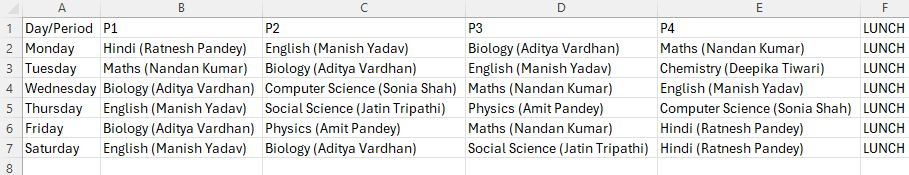 A B C D E F
1 Day/Period P1 P2 P3 P4 LUNCH
2 Monday Hindi (Ratnesh Pandey) English (Manish Yadav) Biology (Aditya Vardhan) Maths (Nandan Kumar) LUNCH
3 Tuesday Maths (Nandan Kumar) Biology (Aditya Vardhan) English (Manish Yadav) Chemistry (Deepika Tiwari) LUNCH
4 Wednesday Biology (Aditya Vardhan) Computer Science (Sonia Shah) Maths (Nandan Kumar) English (Manish Yadav) LUNCH
5 Thursday English (Manish Yadav) Social Science (Jatin Tripathi) Physics (Amit Pandey) Computer Science (Sonia Shah) LUNCH
6 Friday Biology (Aditya Vardhan) Physics (Amit Pandey) Maths (Nandan Kumar) Hindi (Ratnesh Pandey) LUNCH
7 Saturday English (Manish Yadav) Biology (Aditya Vardhan) Social Science (Jatin Tripathi) Hindi (Ratnesh Pandey) LUNCH
8